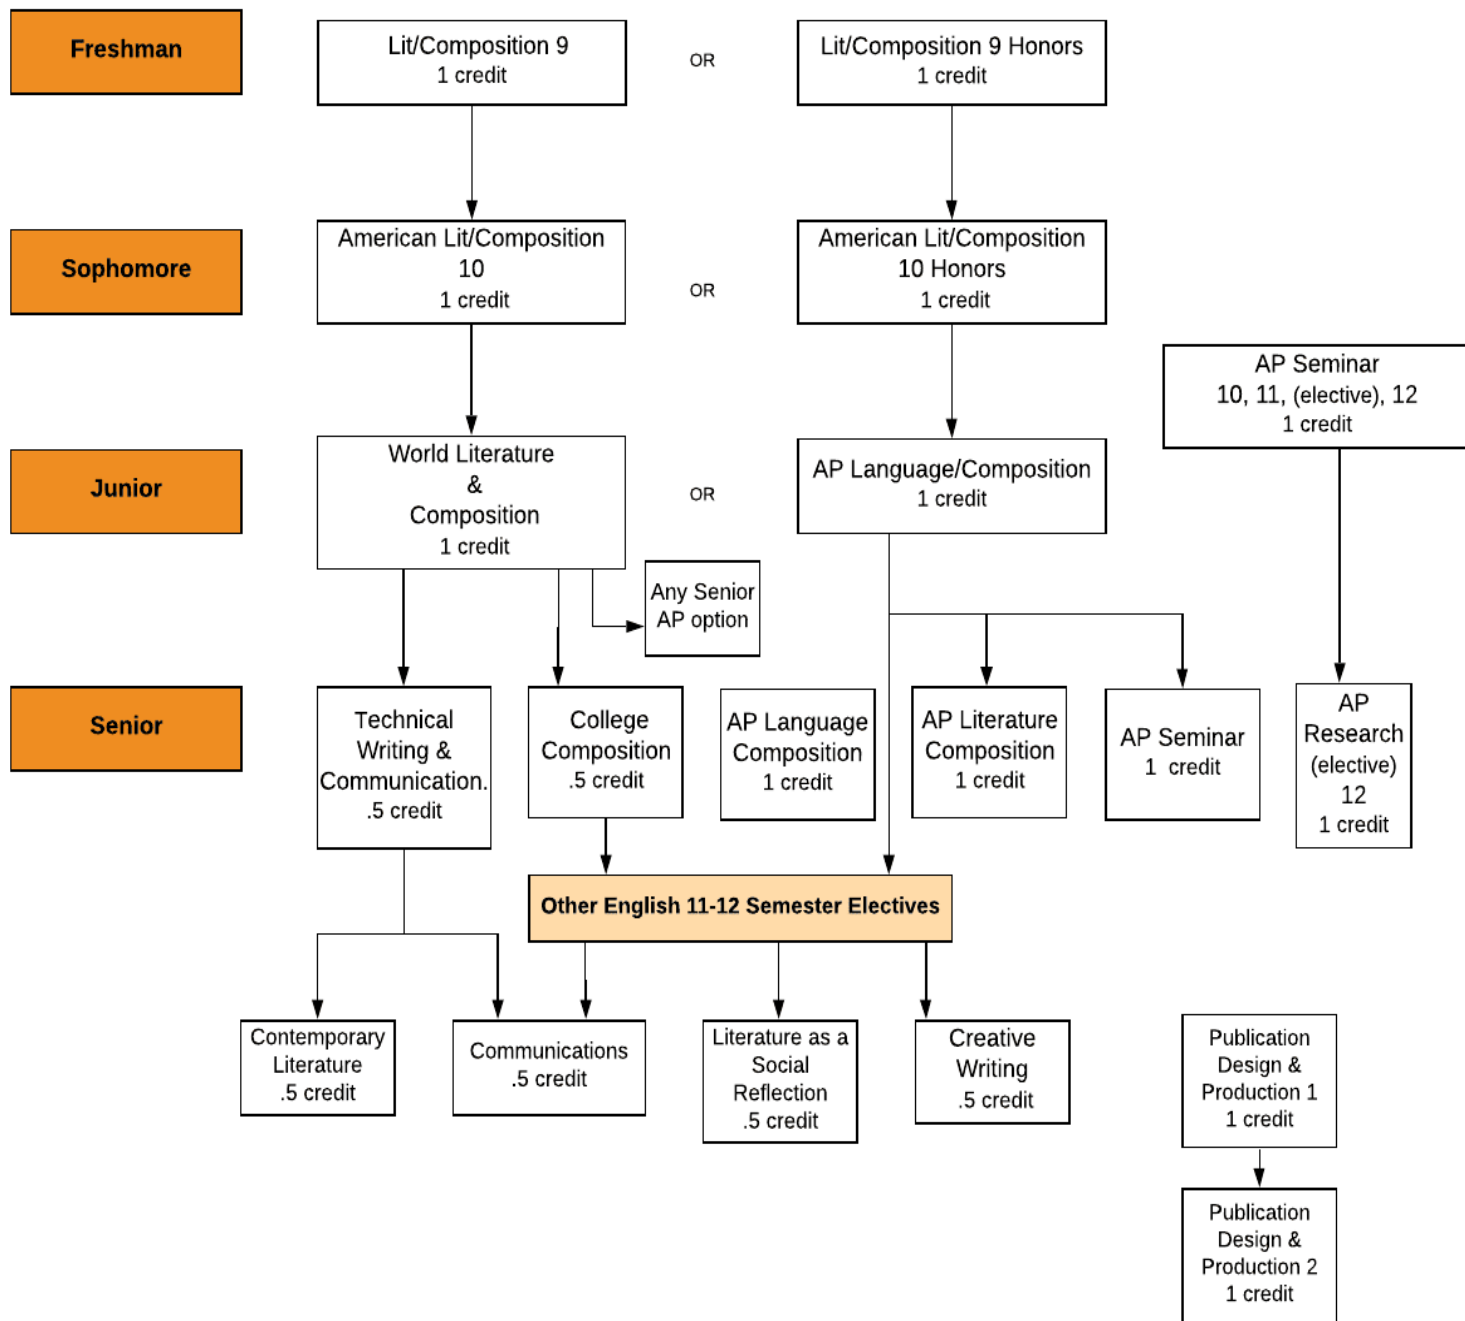 Freshman
Lit/Composition 9
1 credit
OR
Lit/Composition 9 Honors
1 credit
Sophomore
American Lit/Composition
10
1 credit
OR
American Lit/Composition
10 Honors
1 credit
AP Seminar
10, 11, (elective), 12
1 credit
Junior
World Literature
&
Composition
1 credit
OR
AP Language/Composition
1 credit
Any Senior
AP option
Senior
Technical
Writing &
Communication.
.5 credit
College
Composition
.5 credit
AP Language
Composition
1 credit
AP Literature
Composition
1 credit
AP Seminar
1 credit
AP
Research
(elective)
12
1 credit
Other English 11-12 Semester Electives
Contemporary
Literature
.5 credit
Communications
.5 credit
Literature as a
Social
Reflection
.5 credit
Creative
Writing
.5 credit
Publication
Design &
Production 1
1 credit
Publication
Design &
Production 2
1 credit